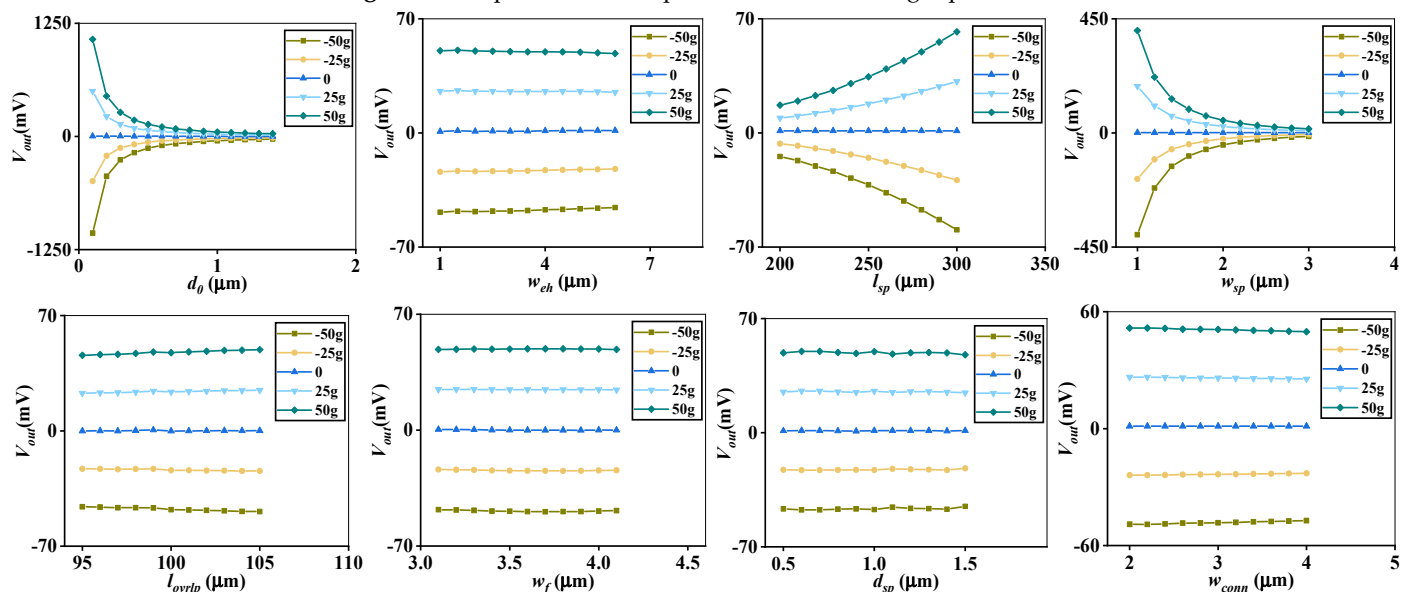 1250
-1250
V_out(mV)
0
0
1
2
d_0 (μm)
-50g
-25g
0
25g
50g
70
0
-70
V_out(mV)
1
4
7
w_eh (μm)
-50g
-25g
0
25g
50g
70
0
-70
V_out(mV)
200
250
300
350
l_sp (μm)
-50g
-25g
0
25g
50g
450
0
-450
V_out(mV)
1
2
3
4
w_sp (μm)
-50g
-25g
0
25g
50g
70
0
-70
V_out(mV)
95
100
105
110
l_ovrlp (μm)
-50g
-25g
0
25g
50g
70
0
-70
V_out(mV)
3.0
3.5
4.0
4.5
w_f (μm)
-50g
-25g
0
25g
50g
70
0
-70
V_out(mV)
0.5
1.0
1.5
d_sp (μm)
-50g
-25g
0
25g
50g
60
0
-60
V_out(mV)
2
3
4
5
w_conn (μm)
-50g
-25g
0
25g
50g